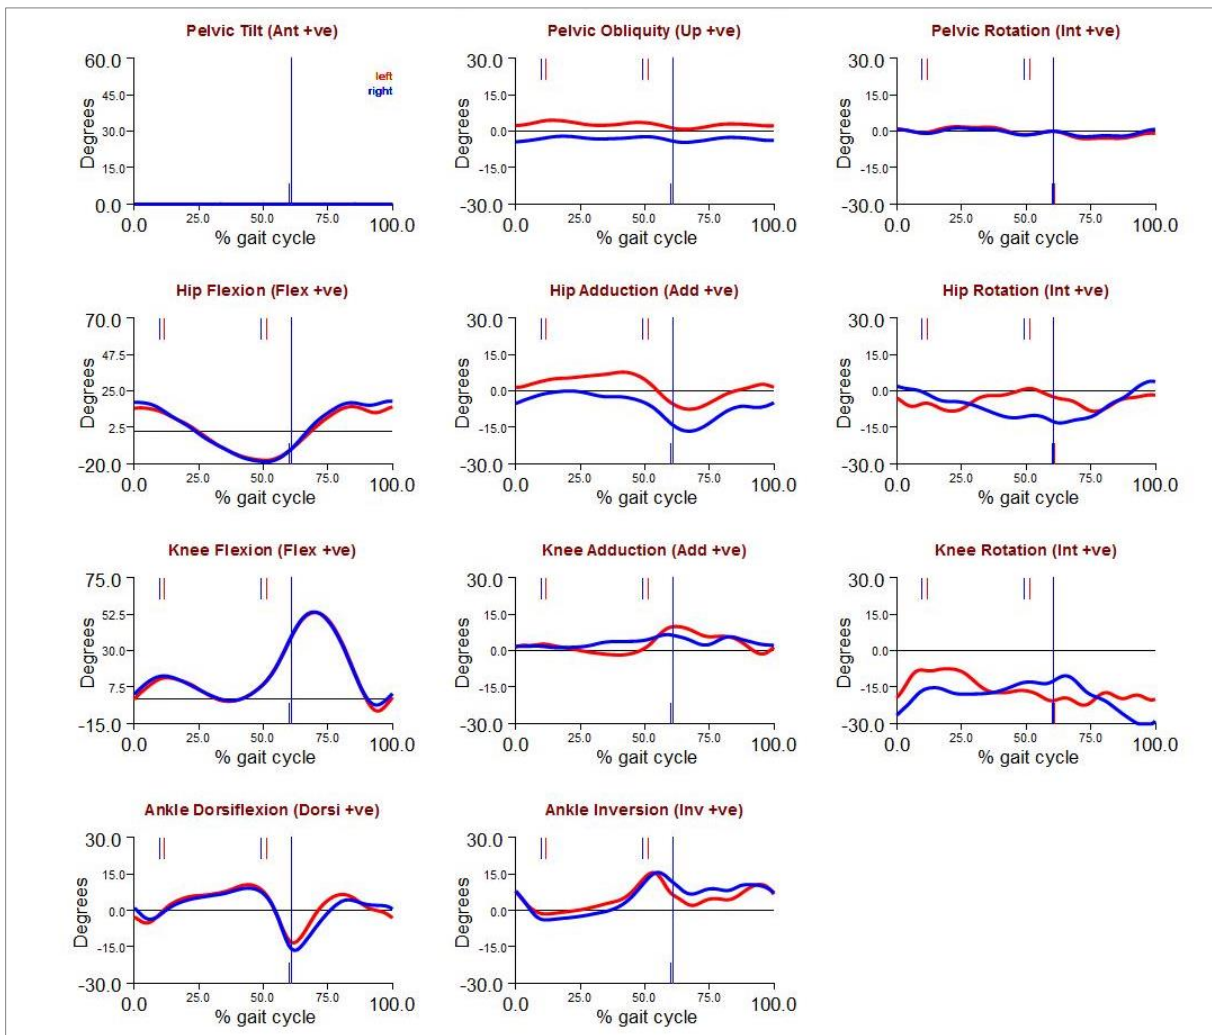 Pelvic Tilt (Ant +ve)
60.0
45.0
30.0
15.0
0.0
Degrees
left
right
0.0 25.0 50.0 75.0 100.0
% gait cycle
Pelvic Obliquity (Up +ve)
30.0
15.0
0.0
-15.0
-30.0
Degrees
0.0 25.0 50.0 75.0 100.0
% gait cycle
Pelvic Rotation (Int +ve)
30.0
15.0
0.0
-15.0
-30.0
Degrees
0.0 25.0 50.0 75.0 100.0
% gait cycle
Hip Flexion (Flex +ve)
70.0
47.5
25.0
2.5
-20.0
Degrees
0.0 25.0 50.0 75.0 100.0
% gait cycle
Hip Adduction (Add +ve)
30.0
15.0
0.0
-15.0
-30.0
Degrees
0.0 25.0 50.0 75.0 100.0
% gait cycle
Hip Rotation (Int +ve)
30.0
15.0
0.0
-15.0
-30.0
Degrees
0.0 25.0 50.0 75.0 100.0
% gait cycle
Knee Flexion (Flex +ve)
75.0
52.5
30.0
7.5
-15.0
Degrees
0.0 25.0 50.0 75.0 100.0
% gait cycle
Knee Adduction (Add +ve)
30.0
15.0
0.0
-15.0
-30.0
Degrees
0.0 25.0 50.0 75.0 100.0
% gait cycle
Knee Rotation (Int +ve)
30.0
15.0
0.0
-15.0
-30.0
Degrees
0.0 25.0 50.0 75.0 100.0
% gait cycle
Ankle Dorsiflexion (Dorsi +ve)
30.0
15.0
0.0
-15.0
-30.0
Degrees
0.0 25.0 50.0 75.0 100.0
% gait cycle
Ankle Inversion (Inv +ve)
30.0
15.0
0.0
-15.0
-30.0
Degrees
0.0 25.0 50.0 75.0 100.0
% gait cycle